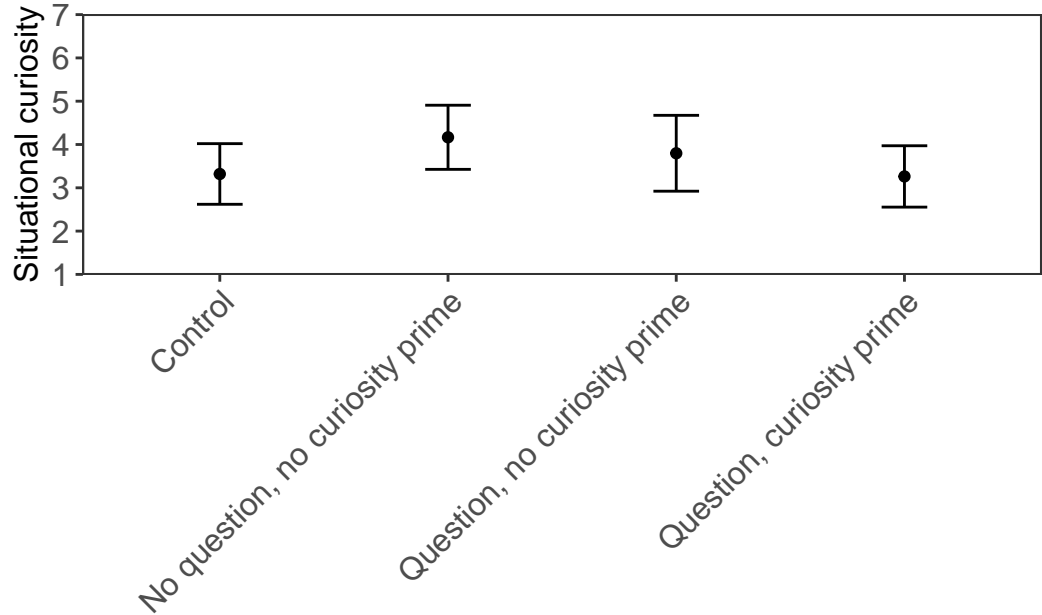 Situational curiosity
7
6
5
4
3
2
1
Control
No question, no curiosity prime
Question, no curiosity prime
Question, curiosity prime